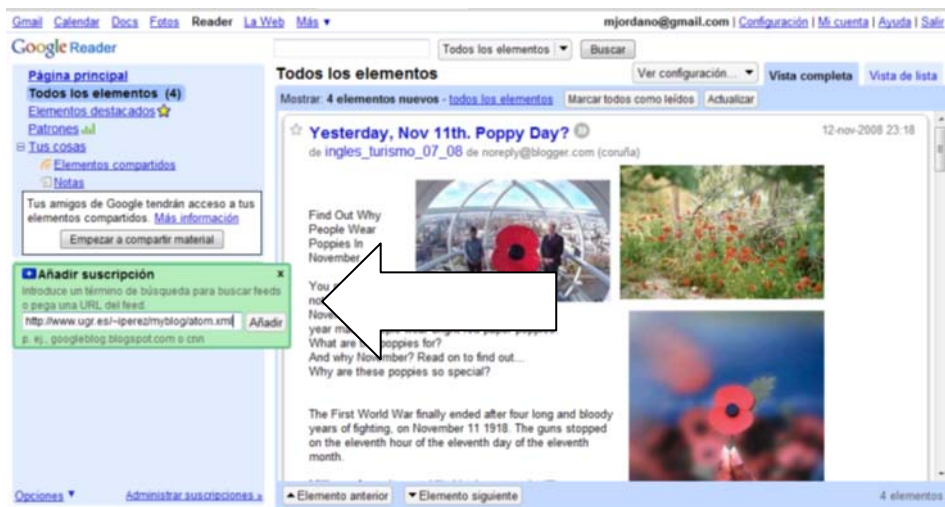 Gmail Calendar Docs Fotos Reader La Web Más ▼
mjordano@gmail.com | Configuración | Mi cuenta | Ayuda | Salir
Google Reader
Todos los elementos
Buscar
Página principal
Todos los elementos (4)
Elementos destacados
Patrones
Tus cosas
Elementos compartidos
Notas
Tus amigos de Google tendrán acceso a tus
elementos compartidos. Más información
Empezar a compartir material
Añadir suscripción x
Introduce un término de búsqueda para buscar feeds
o pega una URL del feed.
http://www.ugr.es/~iperez/myblog/atom.xml Añadir
p. ej., googleblog.blogspot.com o cnn
Opciones ▼ Administrar suscripciones »
Todos los elementos
Ver configuración... Vista completa Vista de lista
Mostrar: 4 elementos nuevos - todos los elementos Marcar todos como leídos Actualizar
Yesterday, Nov 11th. Poppy Day?
12-nov-2008 23:18
de ingles_turismo_07_08 de noreply@blogger.com (coruña)
Find Out Why
People Wear
Poppies In
November
You
year
What are poppies for?
And why November? Read on to find out...
Why are these poppies so special?
The First World War finally ended after four long and bloody
years of fighting, on November 11 1918. The guns stopped
on the eleventh hour of the eleventh day of the eleventh
month.
Elemento anterior Elemento siguiente
4 elementos